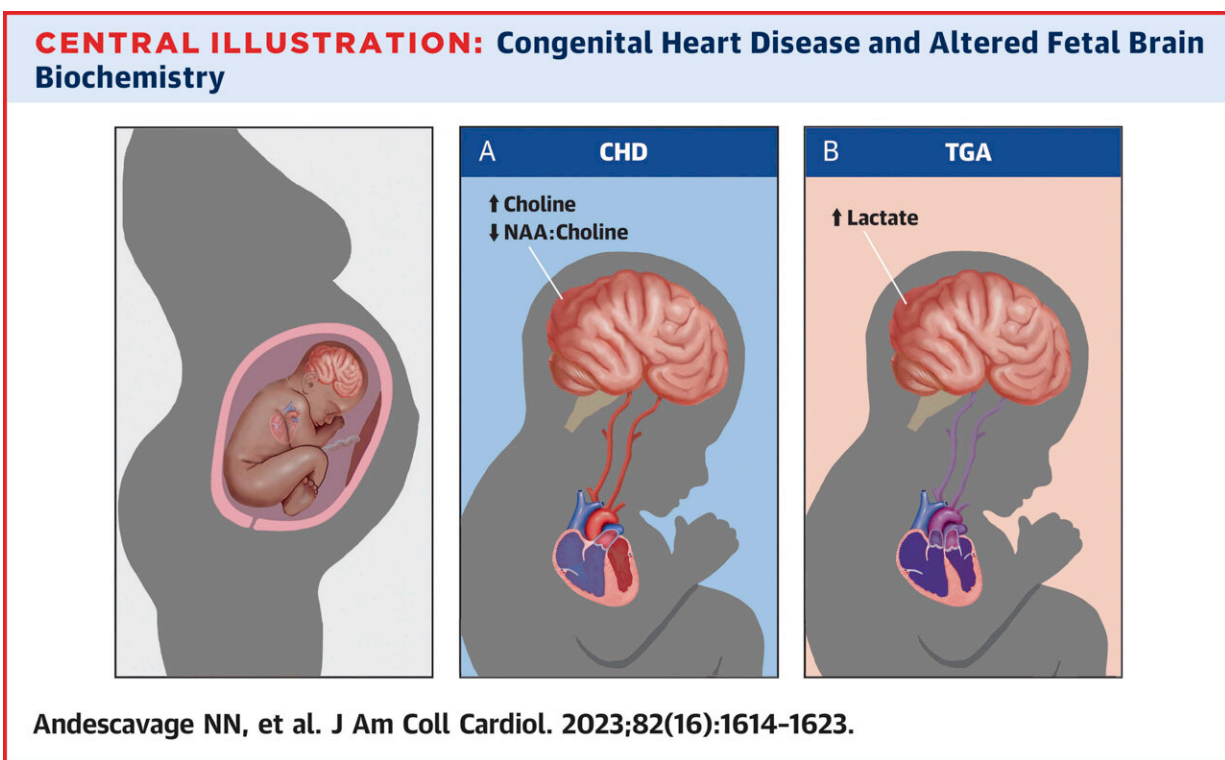 CENTRAL ILLUSTRATION: Congenital Heart Disease and Altered Fetal Brain
Biochemistry
A CHD
↑ Choline
↓ NAA:Choline
B TGA
↑ Lactate
Andescavage NN, et al. J Am Coll Cardiol. 2023;82(16):1614–1623.